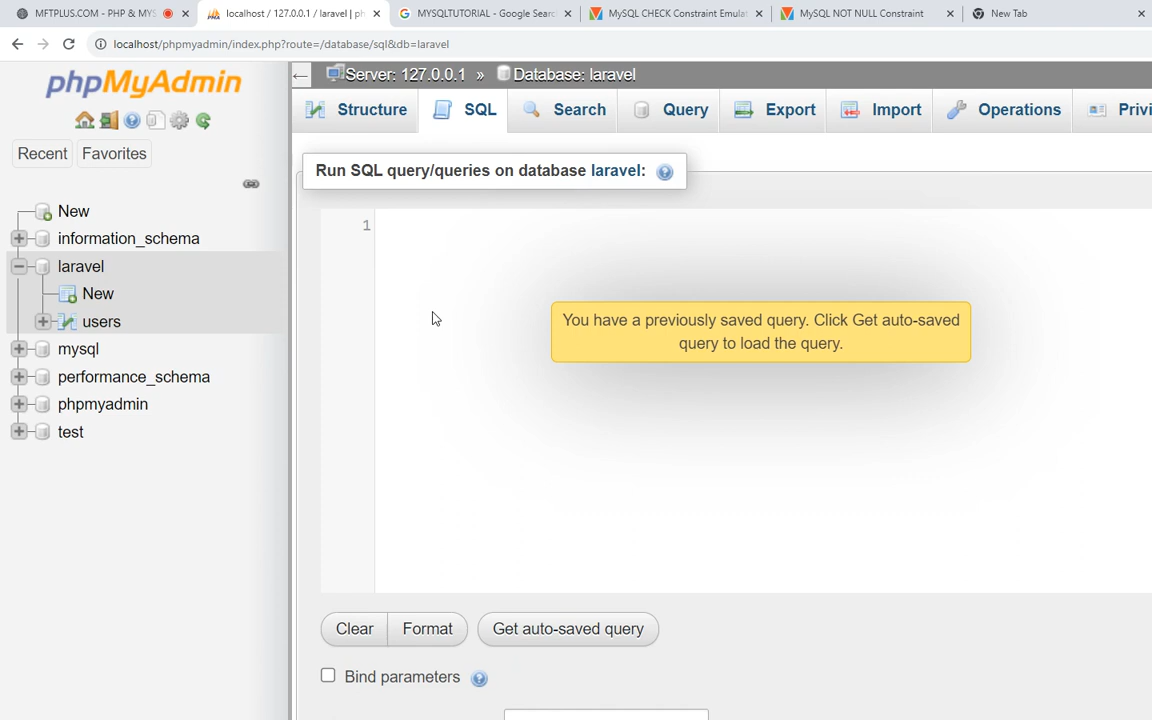 MFTPLUS.COM - PHP & MYS
localhost / 127.0.0.1 / laravel | ph
MYSQLTUTORIAL - Google Searc
MySQL CHECK Constraint Emulat
MySQL NOT NULL Constraint
New Tab
localhost/phpmyadmin/index.php?route=/database/sql&db=laravel
phpMyAdmin
Server: 127.0.0.1 » Database: laravel
Structure
SQL
Search
Query
Export
Import
Operations
Privi
Recent
Favorites
Run SQL query/queries on database laravel:
New
information_schema
laravel
New
users
mysql
performance_schema
phpmyadmin
test
1
You have a previously saved query. Click Get auto-saved
query to load the query.
Clear
Format
Get auto-saved query
Bind parameters